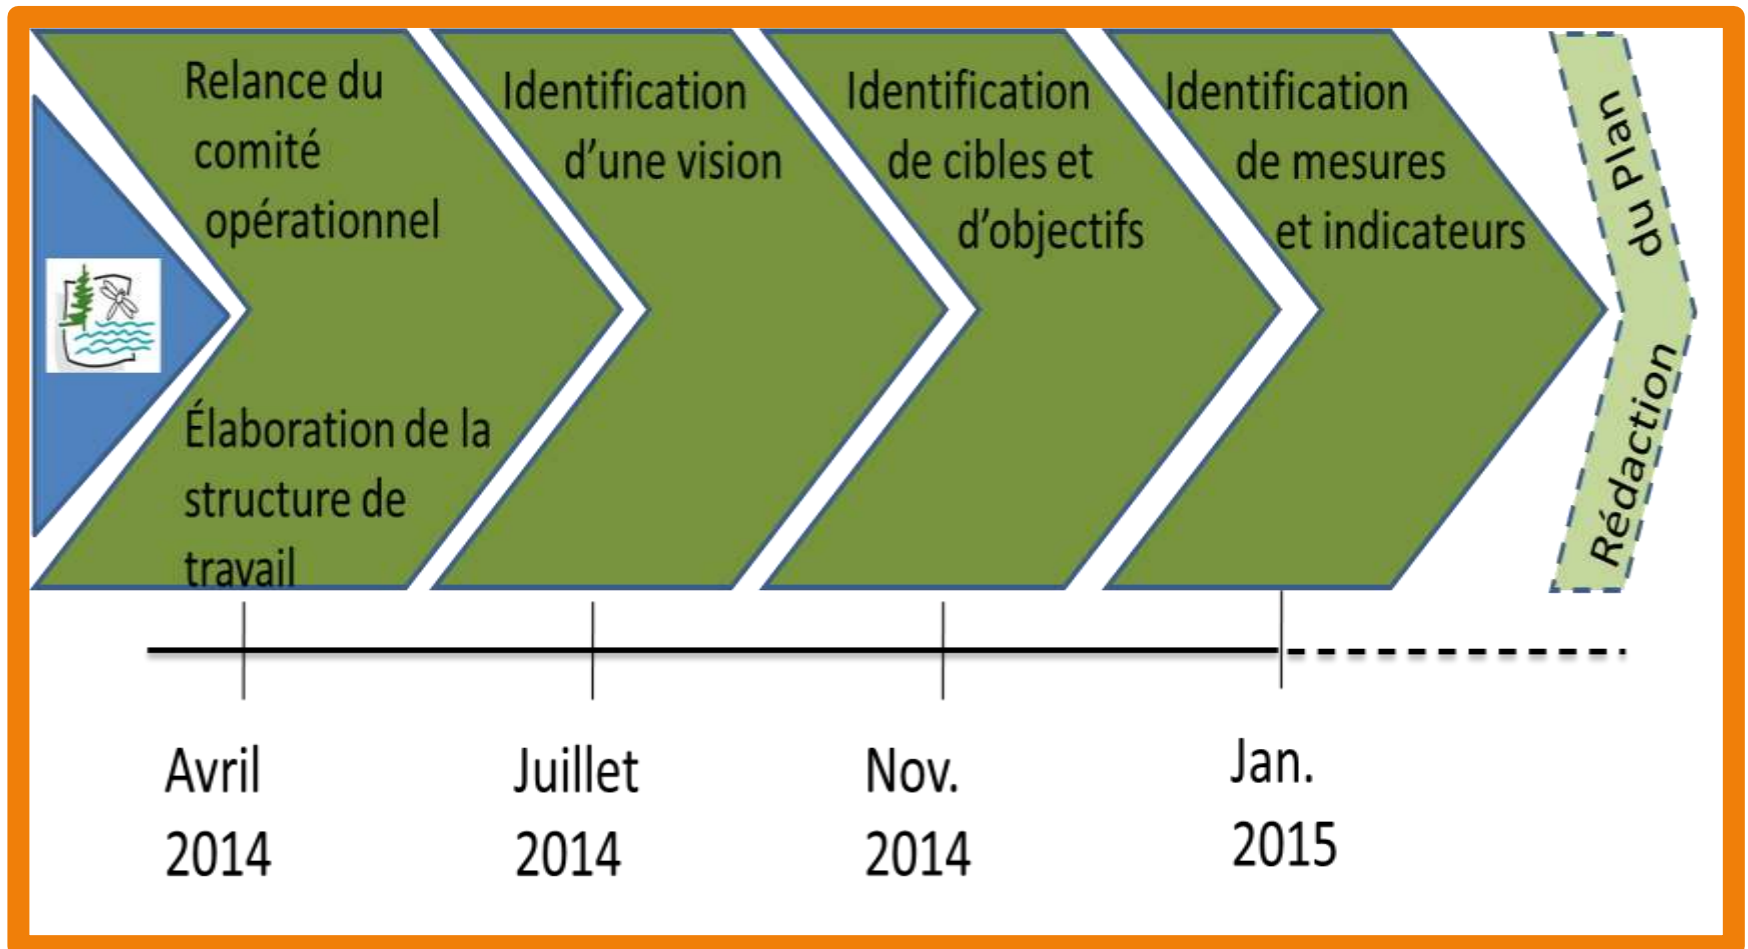 Relance du
comité
opérationnel
Élaboration de la
structure de
travail
Identification
d’une vision
Identification
de cibles et
d’objectifs
Identification
de mesures
et indicateurs
Rédaction
du Plan
Avril
2014
Juillet
2014
Nov.
2014
Jan.
2015